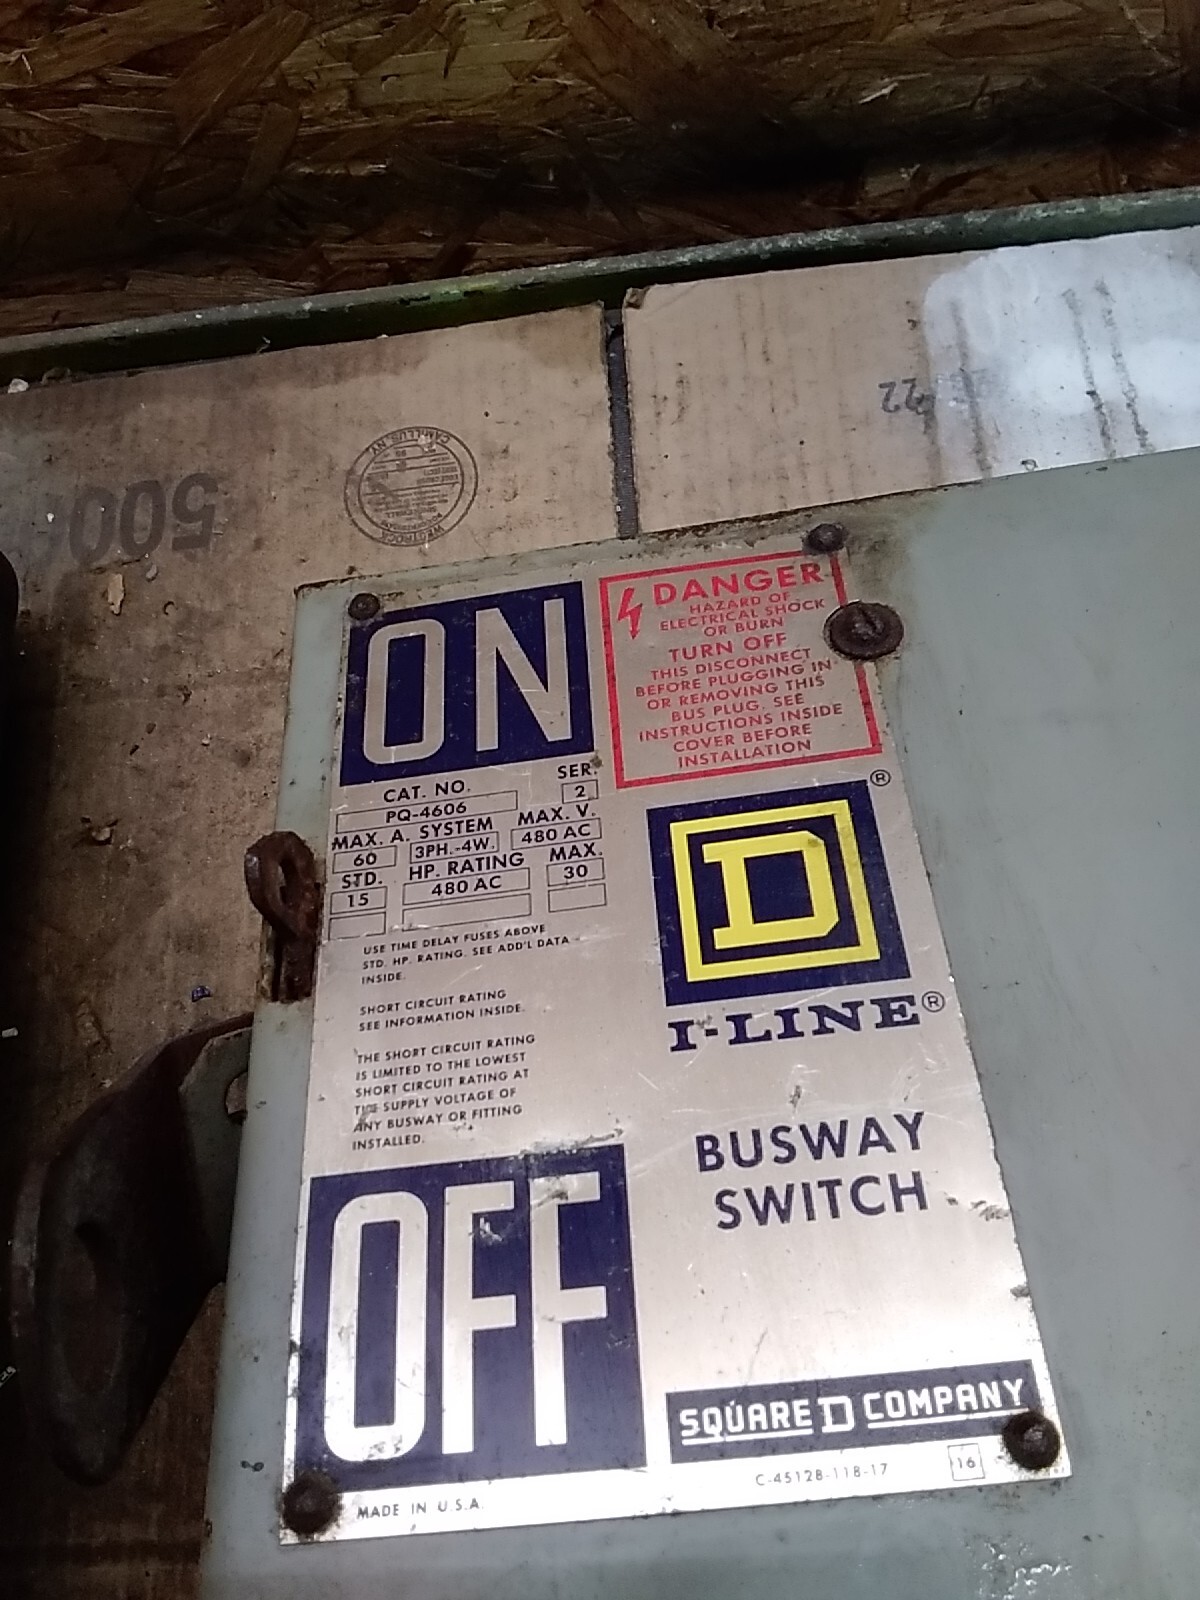 500
22
WESTROCK
CAMILLUS, NY
ON
DANGER
HAZARD OF
ELECTRICAL SHOCK
OR BURN
TURN OFF
THIS DISCONNECT
BEFORE PLUGGING IN
OR REMOVING THIS
BUS PLUG. SEE
INSTRUCTIONS INSIDE
COVER BEFORE
INSTALLATION
CAT. NO. SER.
PQ-4606 2
MAX. A. SYSTEM MAX. V.
60 3PH.-4W. 480 AC
STD. HP. RATING MAX.
15 480 AC 30
USE TIME DELAY FUSES ABOVE
STD. HP. RATING. SEE ADD'L DATA
INSIDE.
SHORT CIRCUIT RATING
SEE INFORMATION INSIDE.
THE SHORT CIRCUIT RATING
IS LIMITED TO THE LOWEST
SHORT CIRCUIT RATING AT
THE SUPPLY VOLTAGE OF
ANY BUSWAY OR FITTING
INSTALLED.
D ®
I-LINE®
BUSWAY
SWITCH
OFF
SQUARE D COMPANY
C-45128-118-17 16
MADE IN U.S.A.